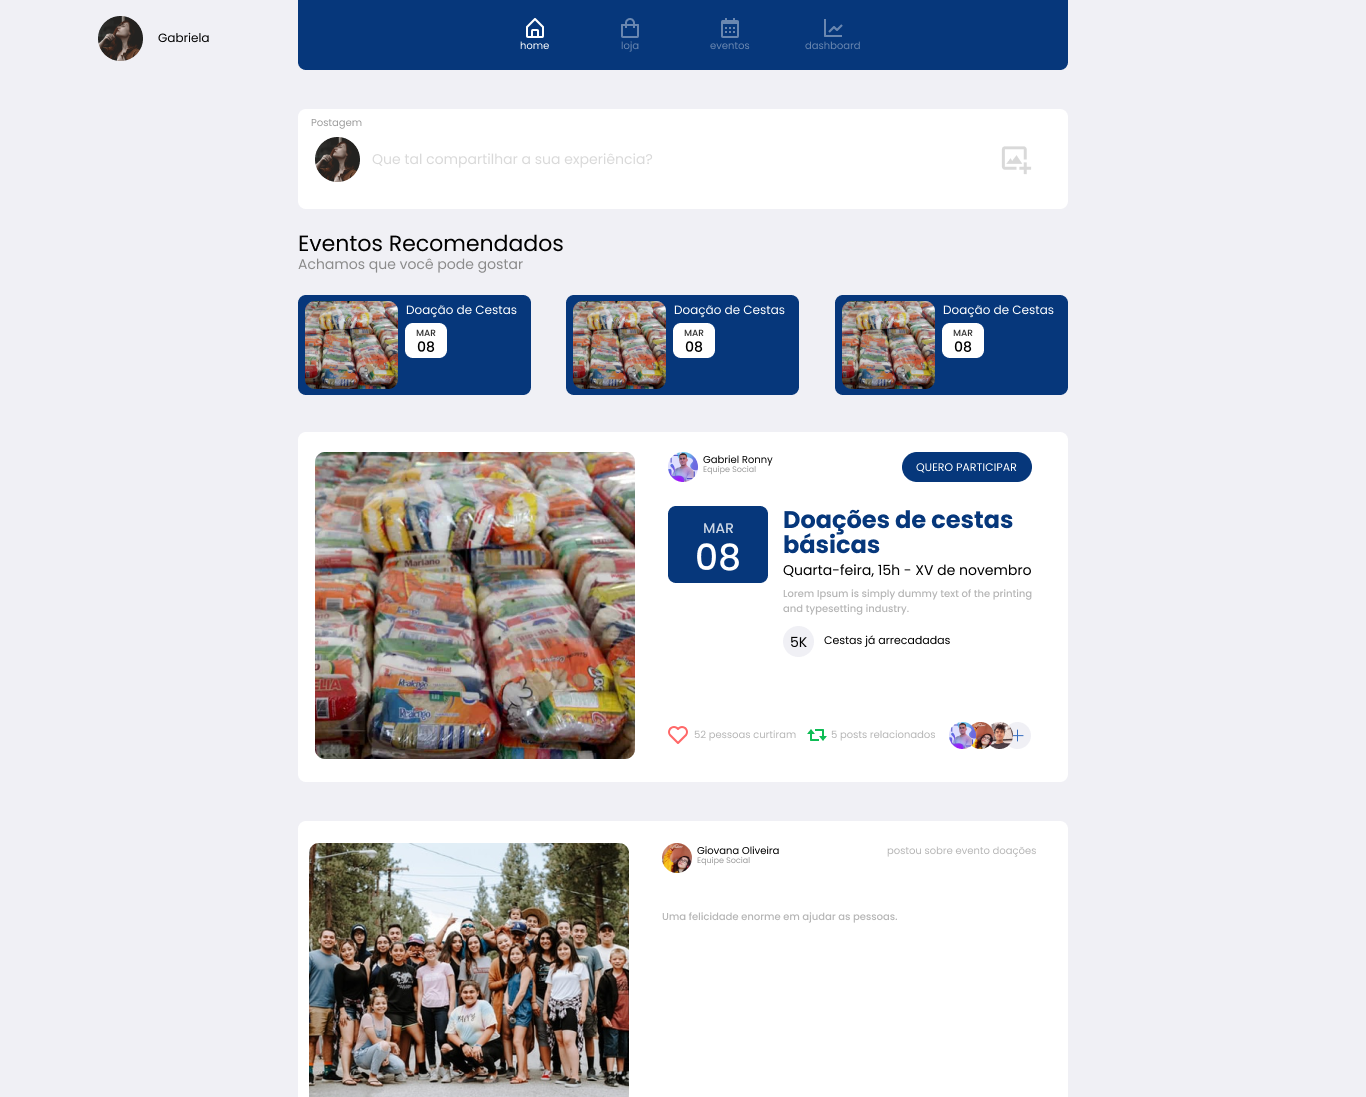 Gabriela
home
loja
eventos
dashboard
Postagem
Que tal compartilhar a sua experiência?
Eventos Recomendados
Achamos que você pode gostar
Doação de Cestas
MAR
08
Doação de Cestas
MAR
08
Doação de Cestas
MAR
08
Gabriel Ronny
Equipe Social
QUERO PARTICIPAR
MAR
08
Doações de cestas
básicas
Quarta-feira, 15h - XV de novembro
Lorem Ipsum is simply dummy text of the printing
and typesetting industry.
5K
Cestas já arrecadadas
52 pessoas curtiram
5 posts relacionados
Mariano
Giovana Oliveira
Equipe Social
postou sobre evento.doações
Uma felicidade enorme em ajudar as pessoas.